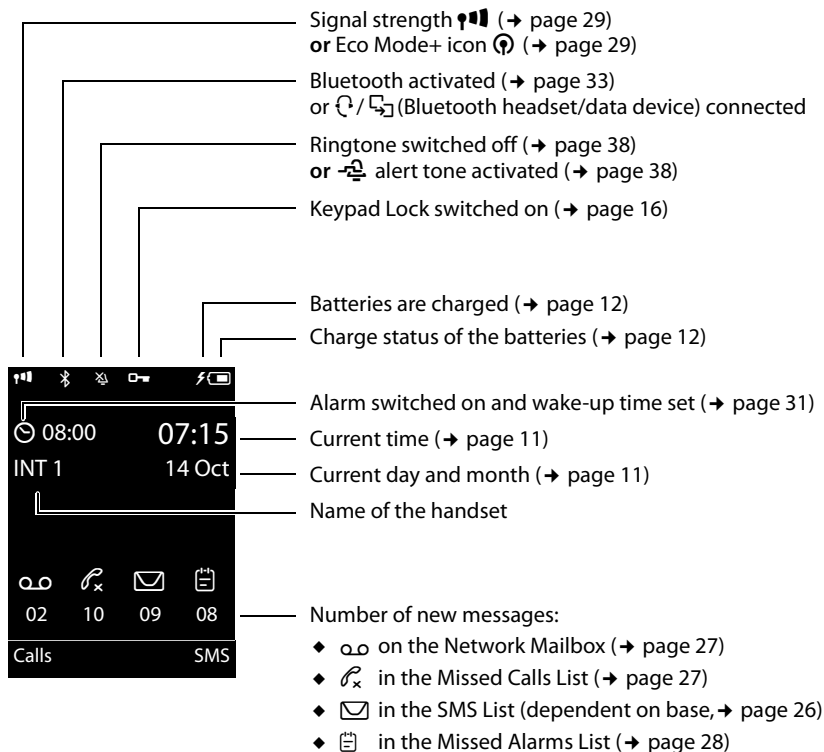 Signal strength (➔ page 29)
or Eco Mode+ icon (➔ page 29)
Bluetooth activated (➔ page 33)
or / (Bluetooth headset/data device) connected
Ringtone switched off (➔ page 38)
or alert tone activated (➔ page 38)
Keypad Lock switched on (➔ page 16)
Batteries are charged (➔ page 12)
Charge status of the batteries (➔ page 12)
Alarm switched on and wake-up time set (➔ page 31)
08:00 07:15
Current time (➔ page 11)
INT 1 14 Oct
Current day and month (➔ page 11)
Name of the handset
02 10 09 08
Number of new messages:
◆ on the Network Mailbox (➔ page 27)
Calls SMS
◆ in the Missed Calls List (➔ page 27)
◆ in the SMS List (dependent on base,➔ page 26)
◆ in the Missed Alarms List (➔ page 28)